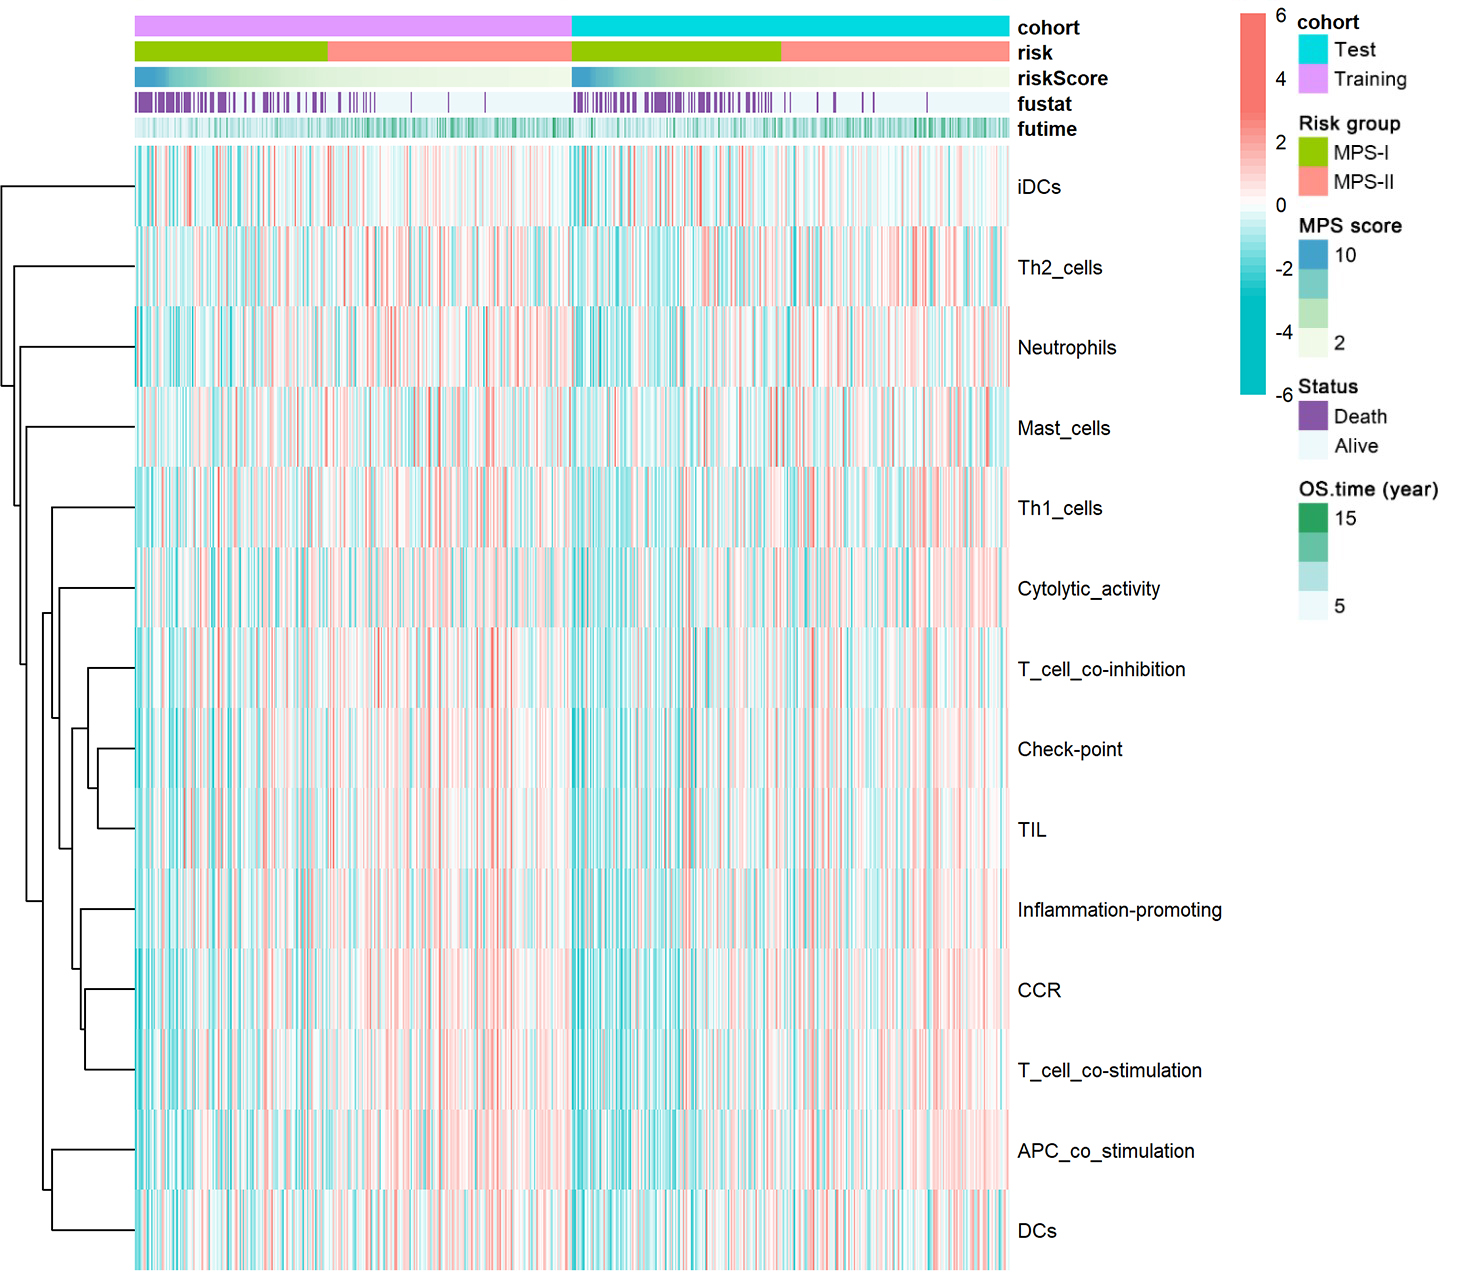 cohort
risk
riskScore
fustat
futime
iDCs
Th2_cells
Neutrophils
Mast_cells
Th1_cells
Cytolytic_activity
T_cell_co-inhibition
Check-point
TIL
Inflammation-promoting
CCR
T_cell_co-stimulation
APC_co_stimulation
DCs
6
4
2
0
-2
-4
-6
cohort
Test
Training
Risk group
MPS-I
MPS-II
MPS score
10
2
Status
Death
Alive
OS.time (year)
15
5